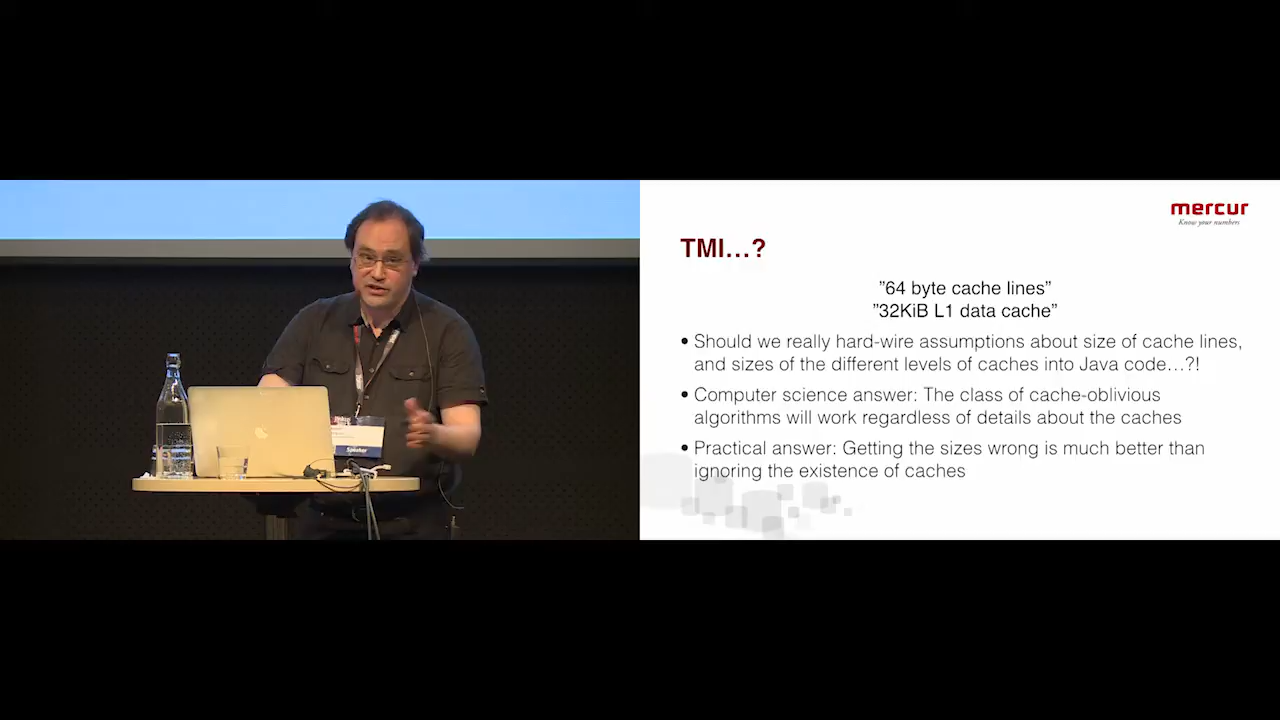 mercur
Know your numbers
TMI…?
”64 byte cache lines”
”32KiB L1 data cache”
• Should we really hard-wire assumptions about size of cache lines,
and sizes of the different levels of caches into Java code…?!
• Computer science answer: The class of cache-oblivious
algorithms will work regardless of details about the caches
• Practical answer: Getting the sizes wrong is much better than
ignoring the existence of caches
Speaker